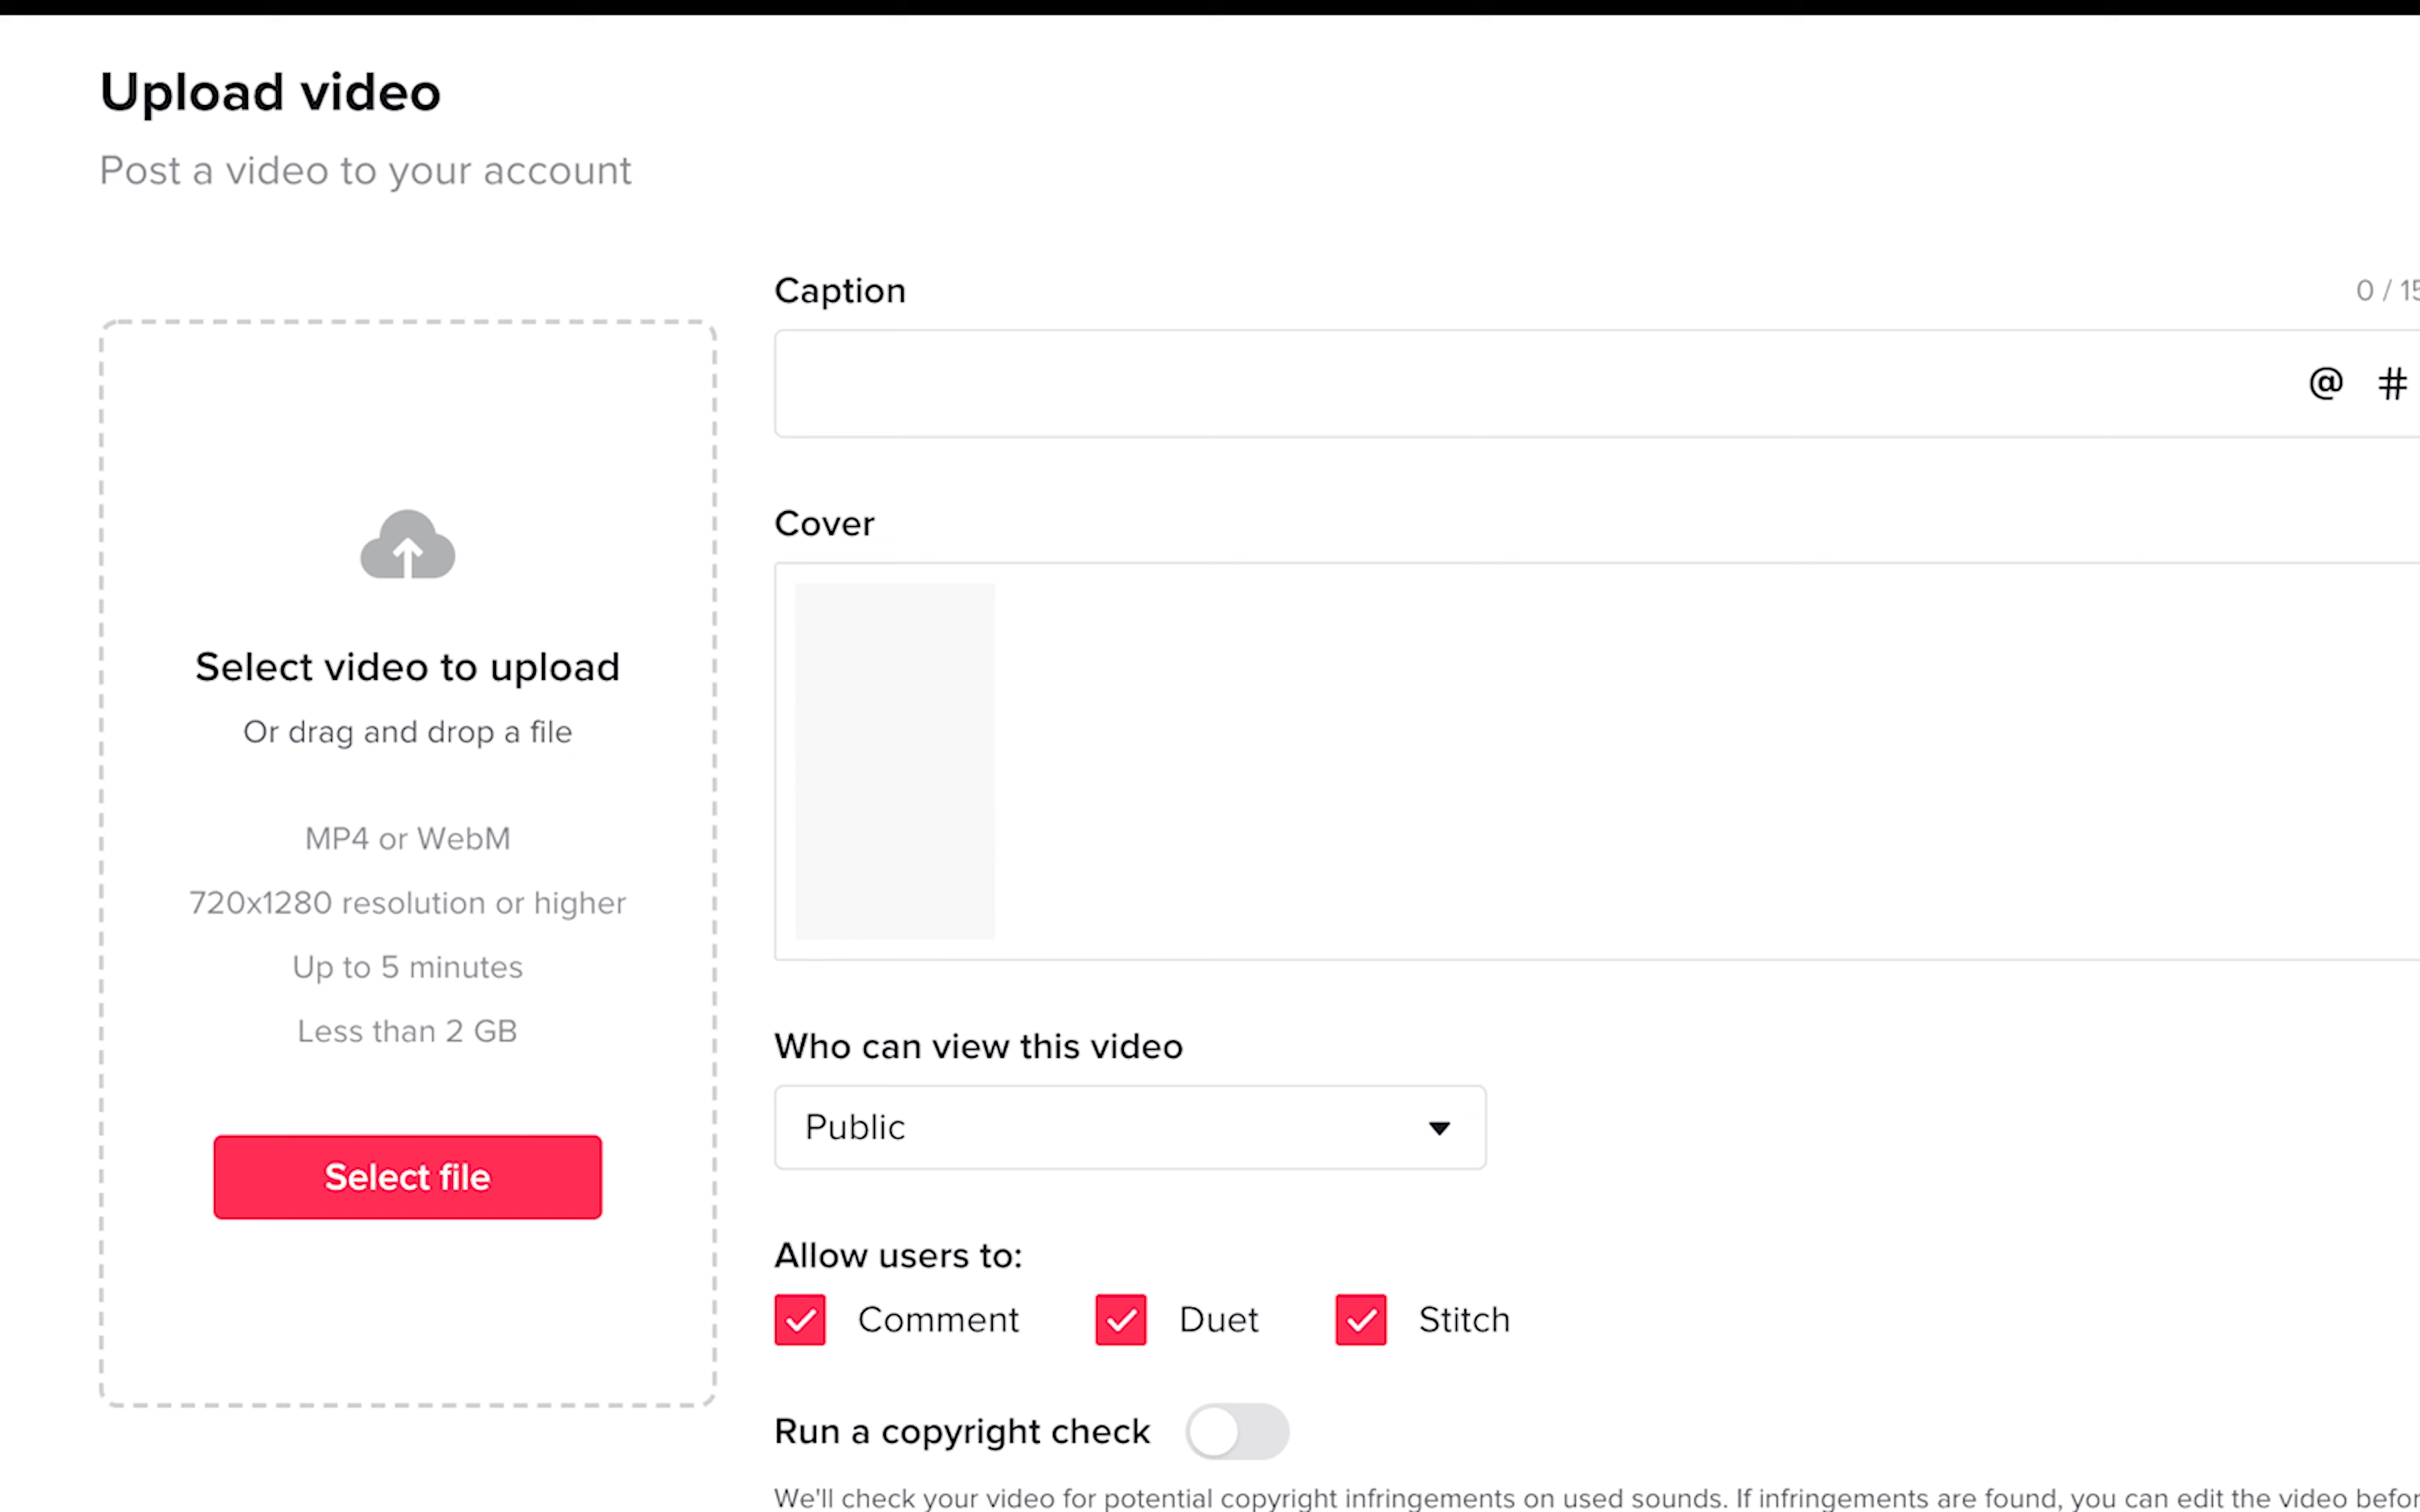 Upload video
Post a video to your account
Caption
0 / 15
@ #
Select video to upload
Or drag and drop a file
MP4 or WebM
720x1280 resolution or higher
Up to 5 minutes
Less than 2 GB
Select file
Cover
Who can view this video
Public
Allow users to:
Comment Duet Stitch
Run a copyright check
We'll check your video for potential copyright infringements on used sounds. If infringements are found, you can edit the video